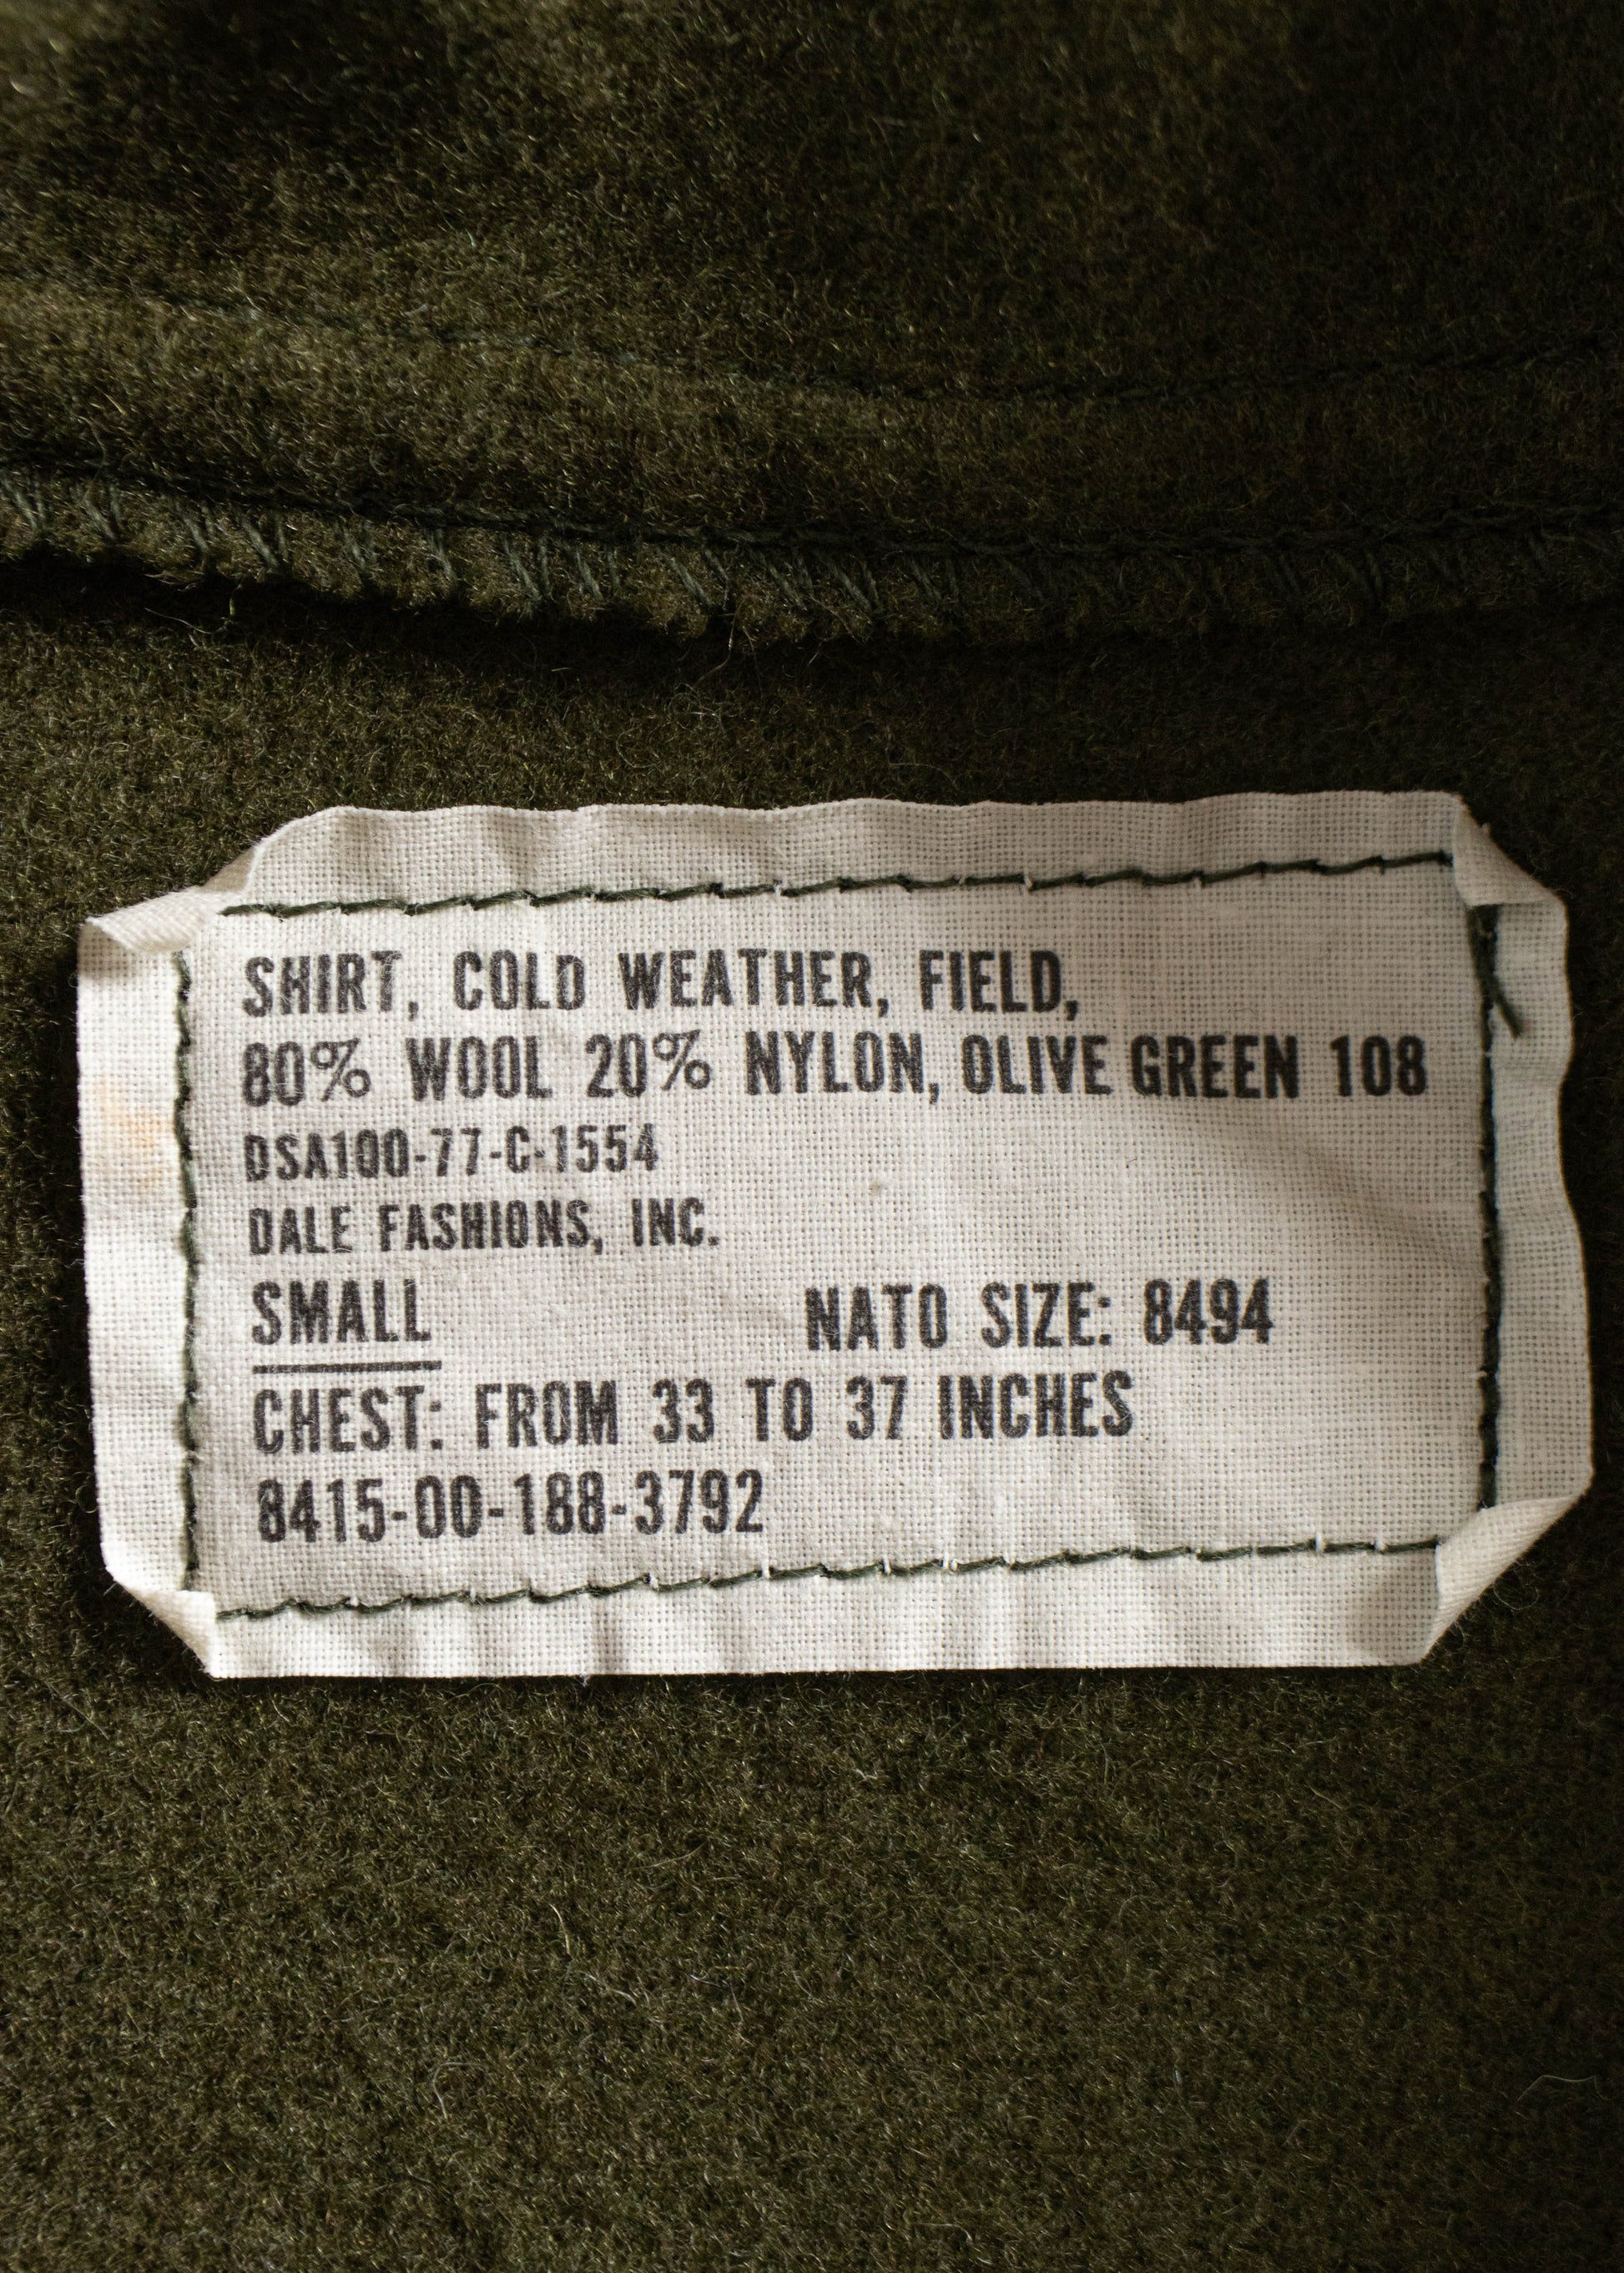 SHIRT, COLD WEATHER, FIELD,
80% WOOL 20% NYLON, OLIVE GREEN 108
DSA100-77-C-1554
DALE FASHIONS, INC.
SMALL NATO SIZE: 8494
CHEST: FROM 33 TO 37 INCHES
8415-00-188-3792